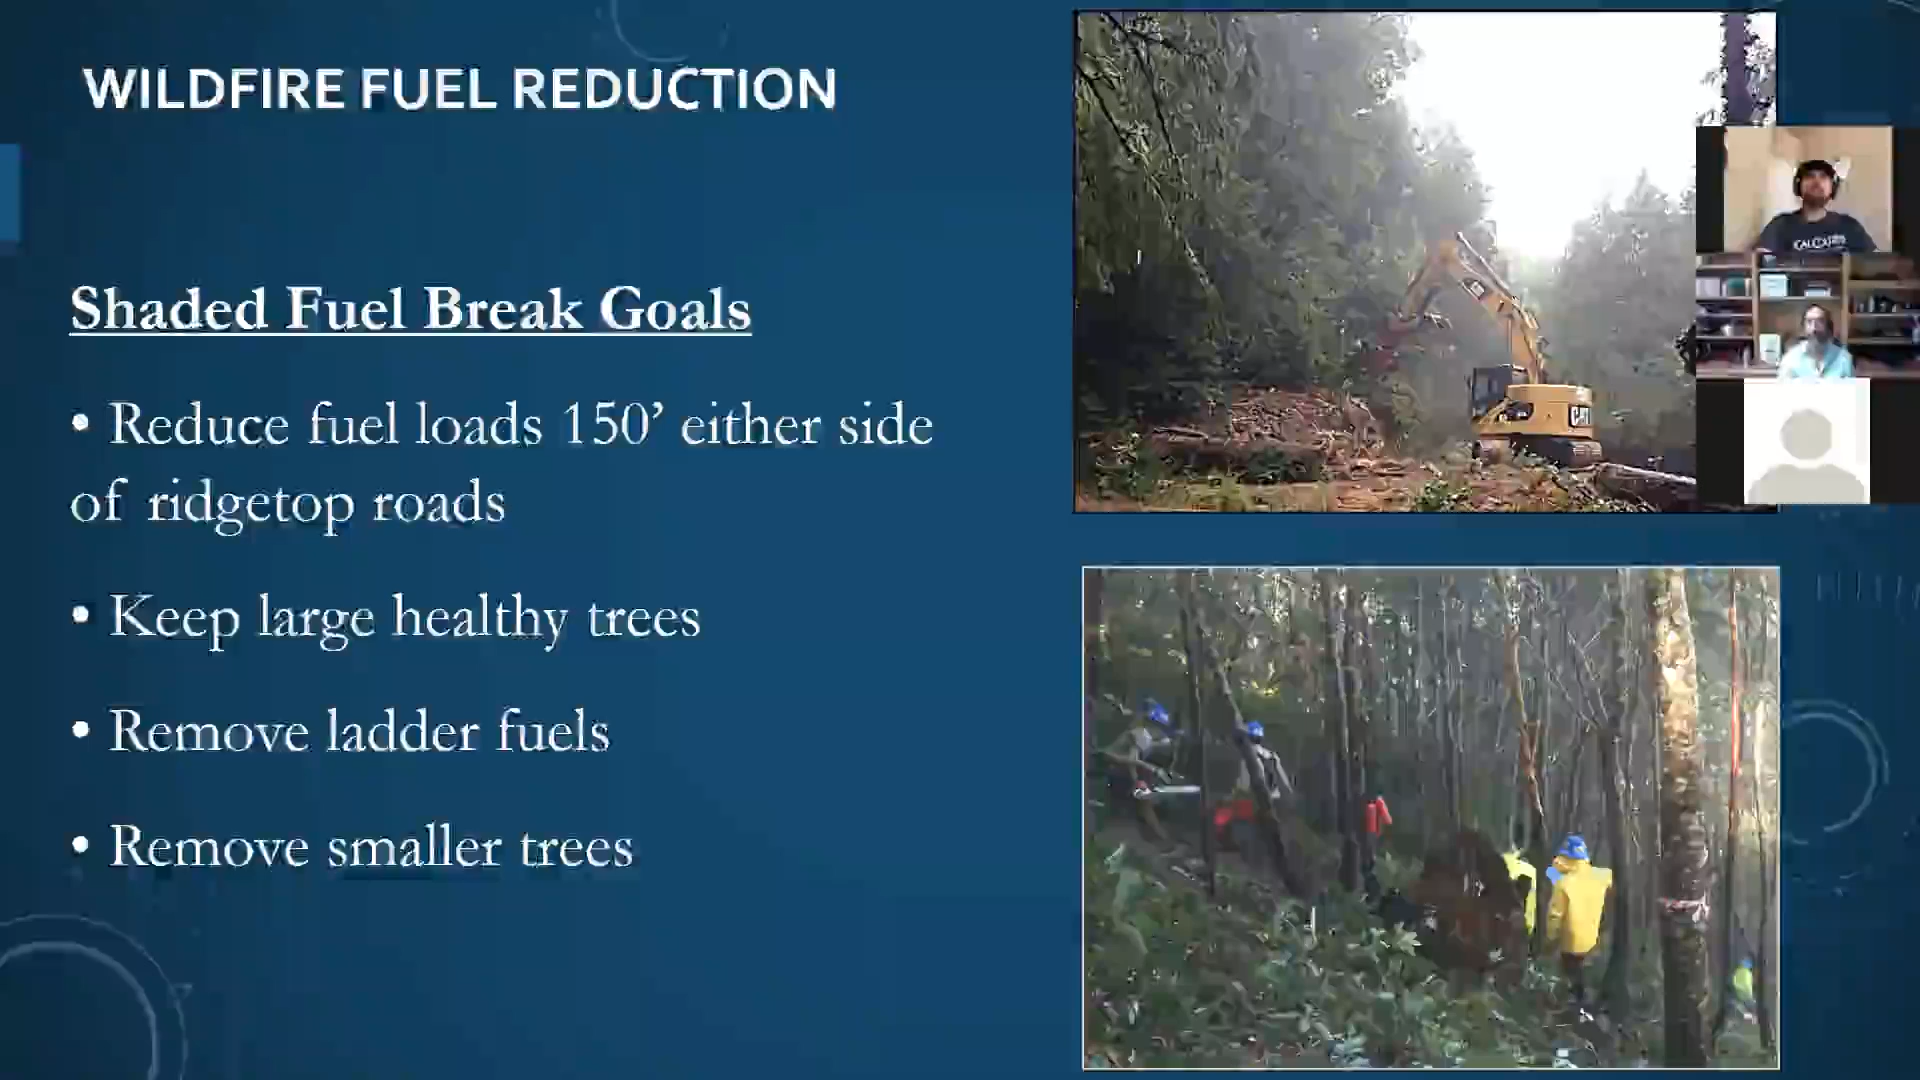 WILDFIRE FUEL REDUCTION
Shaded Fuel Break Goals
• Reduce fuel loads 150’ either side
of ridgetop roads
• Keep large healthy trees
• Remove ladder fuels
• Remove smaller trees
CAT